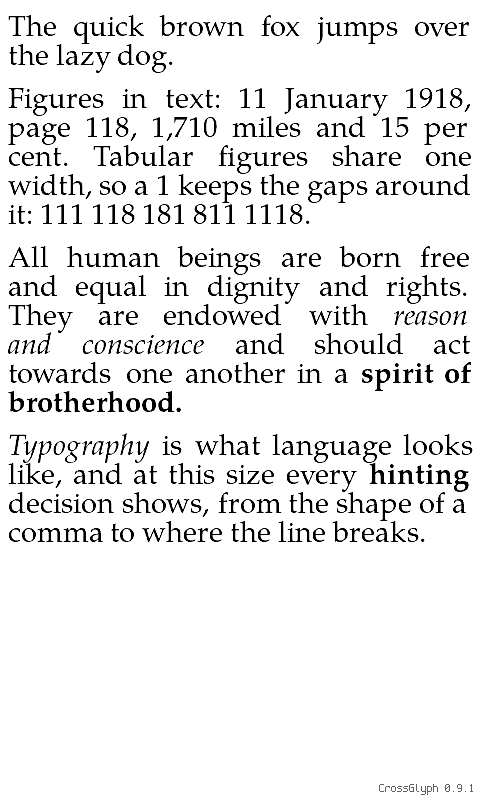 The quick brown fox jumps over
the lazy dog.
Figures in text: 11 January 1918,
page 118, 1,710 miles and 15 per
cent. Tabular figures share one
width, so a 1 keeps the gaps around
it: 111 118 181 811 1118.
All human beings are born free
and equal in dignity and rights.
They are endowed with reason
and conscience and should act
towards one another in a spirit of
brotherhood.
Typography is what language looks
like, and at this size every hinting
decision shows, from the shape of a
comma to where the line breaks.
CrossGlyph 0.9.1